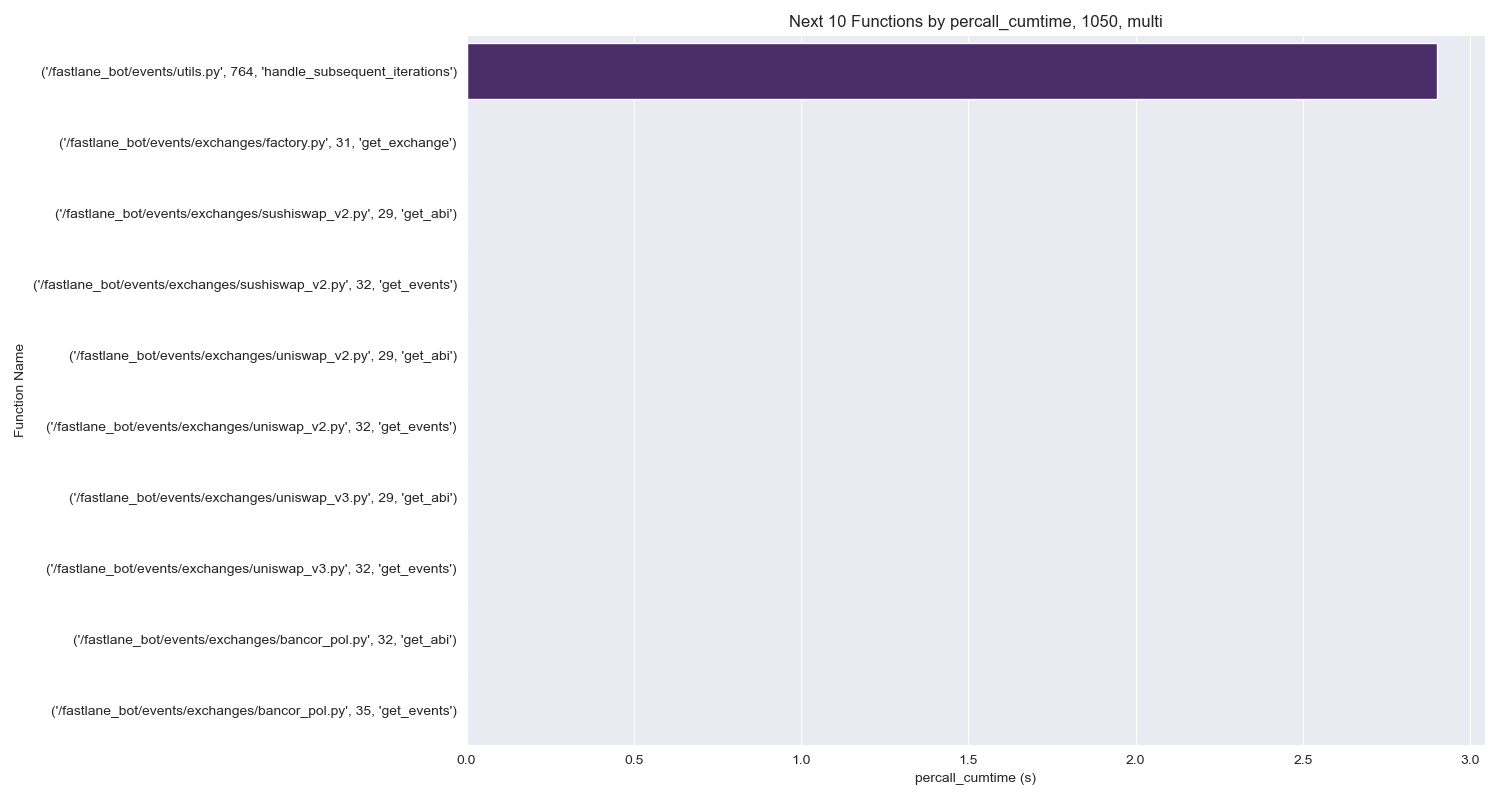 Next 10 Functions by percall_cumtime, 1050, multi
('/fastlane_bot/events/utils.py', 764, 'handle_subsequent_iterations')
('/fastlane_bot/events/exchanges/factory.py', 31, 'get_exchange')
('/fastlane_bot/events/exchanges/sushiswap_v2.py', 29, 'get_abi')
('/fastlane_bot/events/exchanges/sushiswap_v2.py', 32, 'get_events')
('/fastlane_bot/events/exchanges/uniswap_v2.py', 29, 'get_abi')
('/fastlane_bot/events/exchanges/uniswap_v2.py', 32, 'get_events')
('/fastlane_bot/events/exchanges/uniswap_v3.py', 29, 'get_abi')
('/fastlane_bot/events/exchanges/uniswap_v3.py', 32, 'get_events')
('/fastlane_bot/events/exchanges/bancor_pol.py', 32, 'get_abi')
('/fastlane_bot/events/exchanges/bancor_pol.py', 35, 'get_events')
Function Name
0.0 0.5 1.0 1.5 2.0 2.5 3.0
percall_cumtime (s)